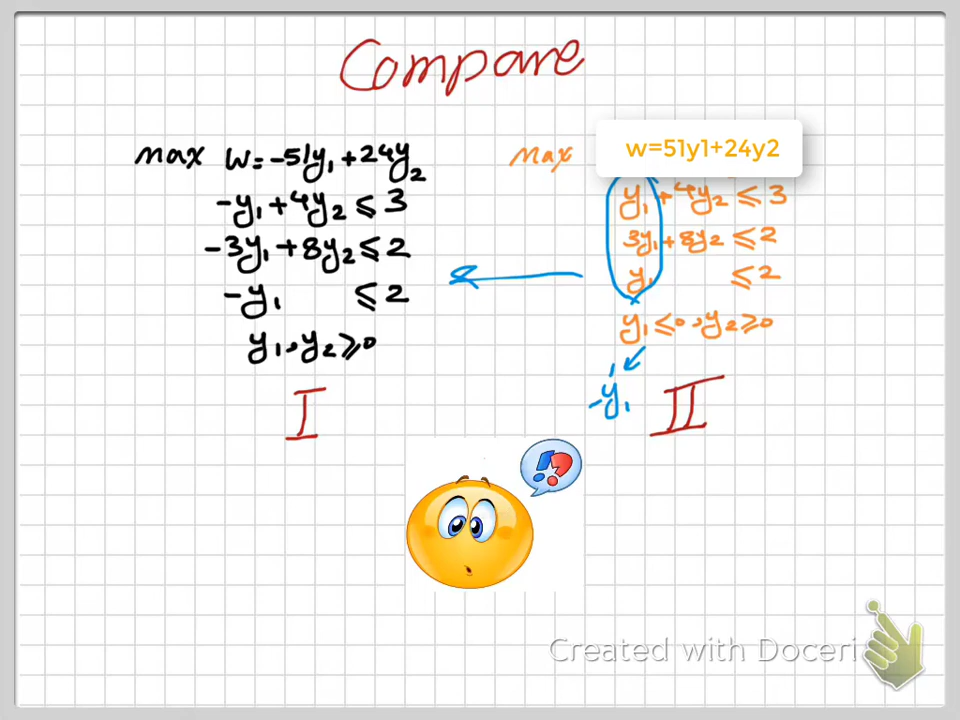 Compare
max w=-51y₁+24y₂
-y₁+4y₂≤3
-3y₁+8y₂≤2
-y₁ ≤2
y₁,y₂≥0
I
max w=51y1+24y2
y₁+4y₂≤3
3y₁+8y₂≤2
y₁ ≤2
y₁≤0,y₂≥0
-y₁'
II
Created with Doceri